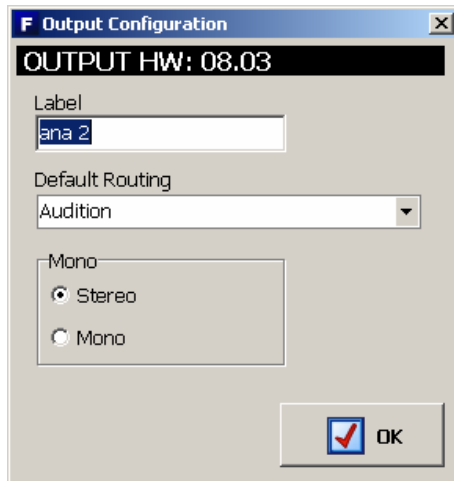 F Output Configuration
OUTPUT HW: 08.03
Label
ana 2
Default Routing
Audition
Mono
Stereo
Mono
OK